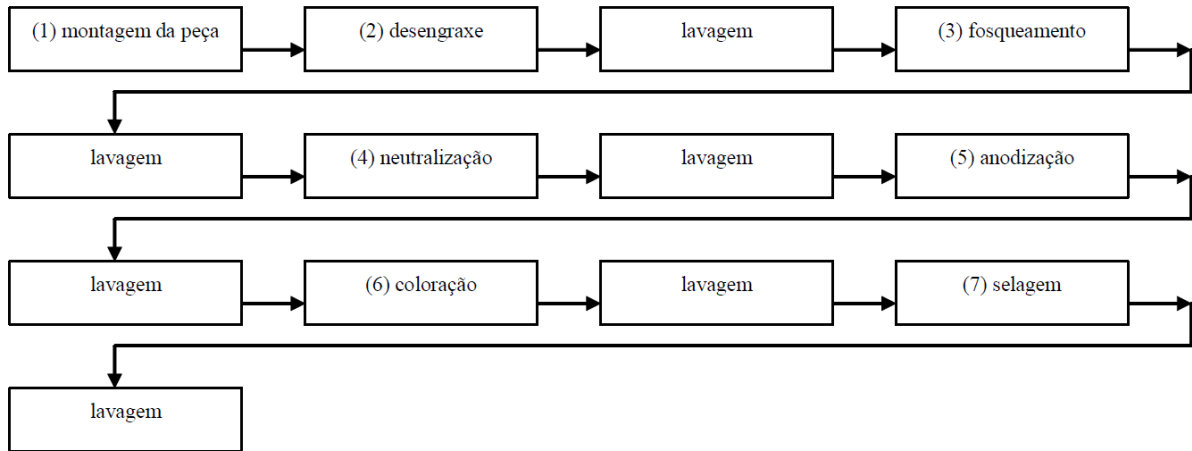 (1) montagem da peça
(2) desengraxe
lavagem
(3) fosqueamento
lavagem
(4) neutralização
lavagem
(5) anodização
lavagem
(6) coloração
lavagem
(7) selagem
lavagem